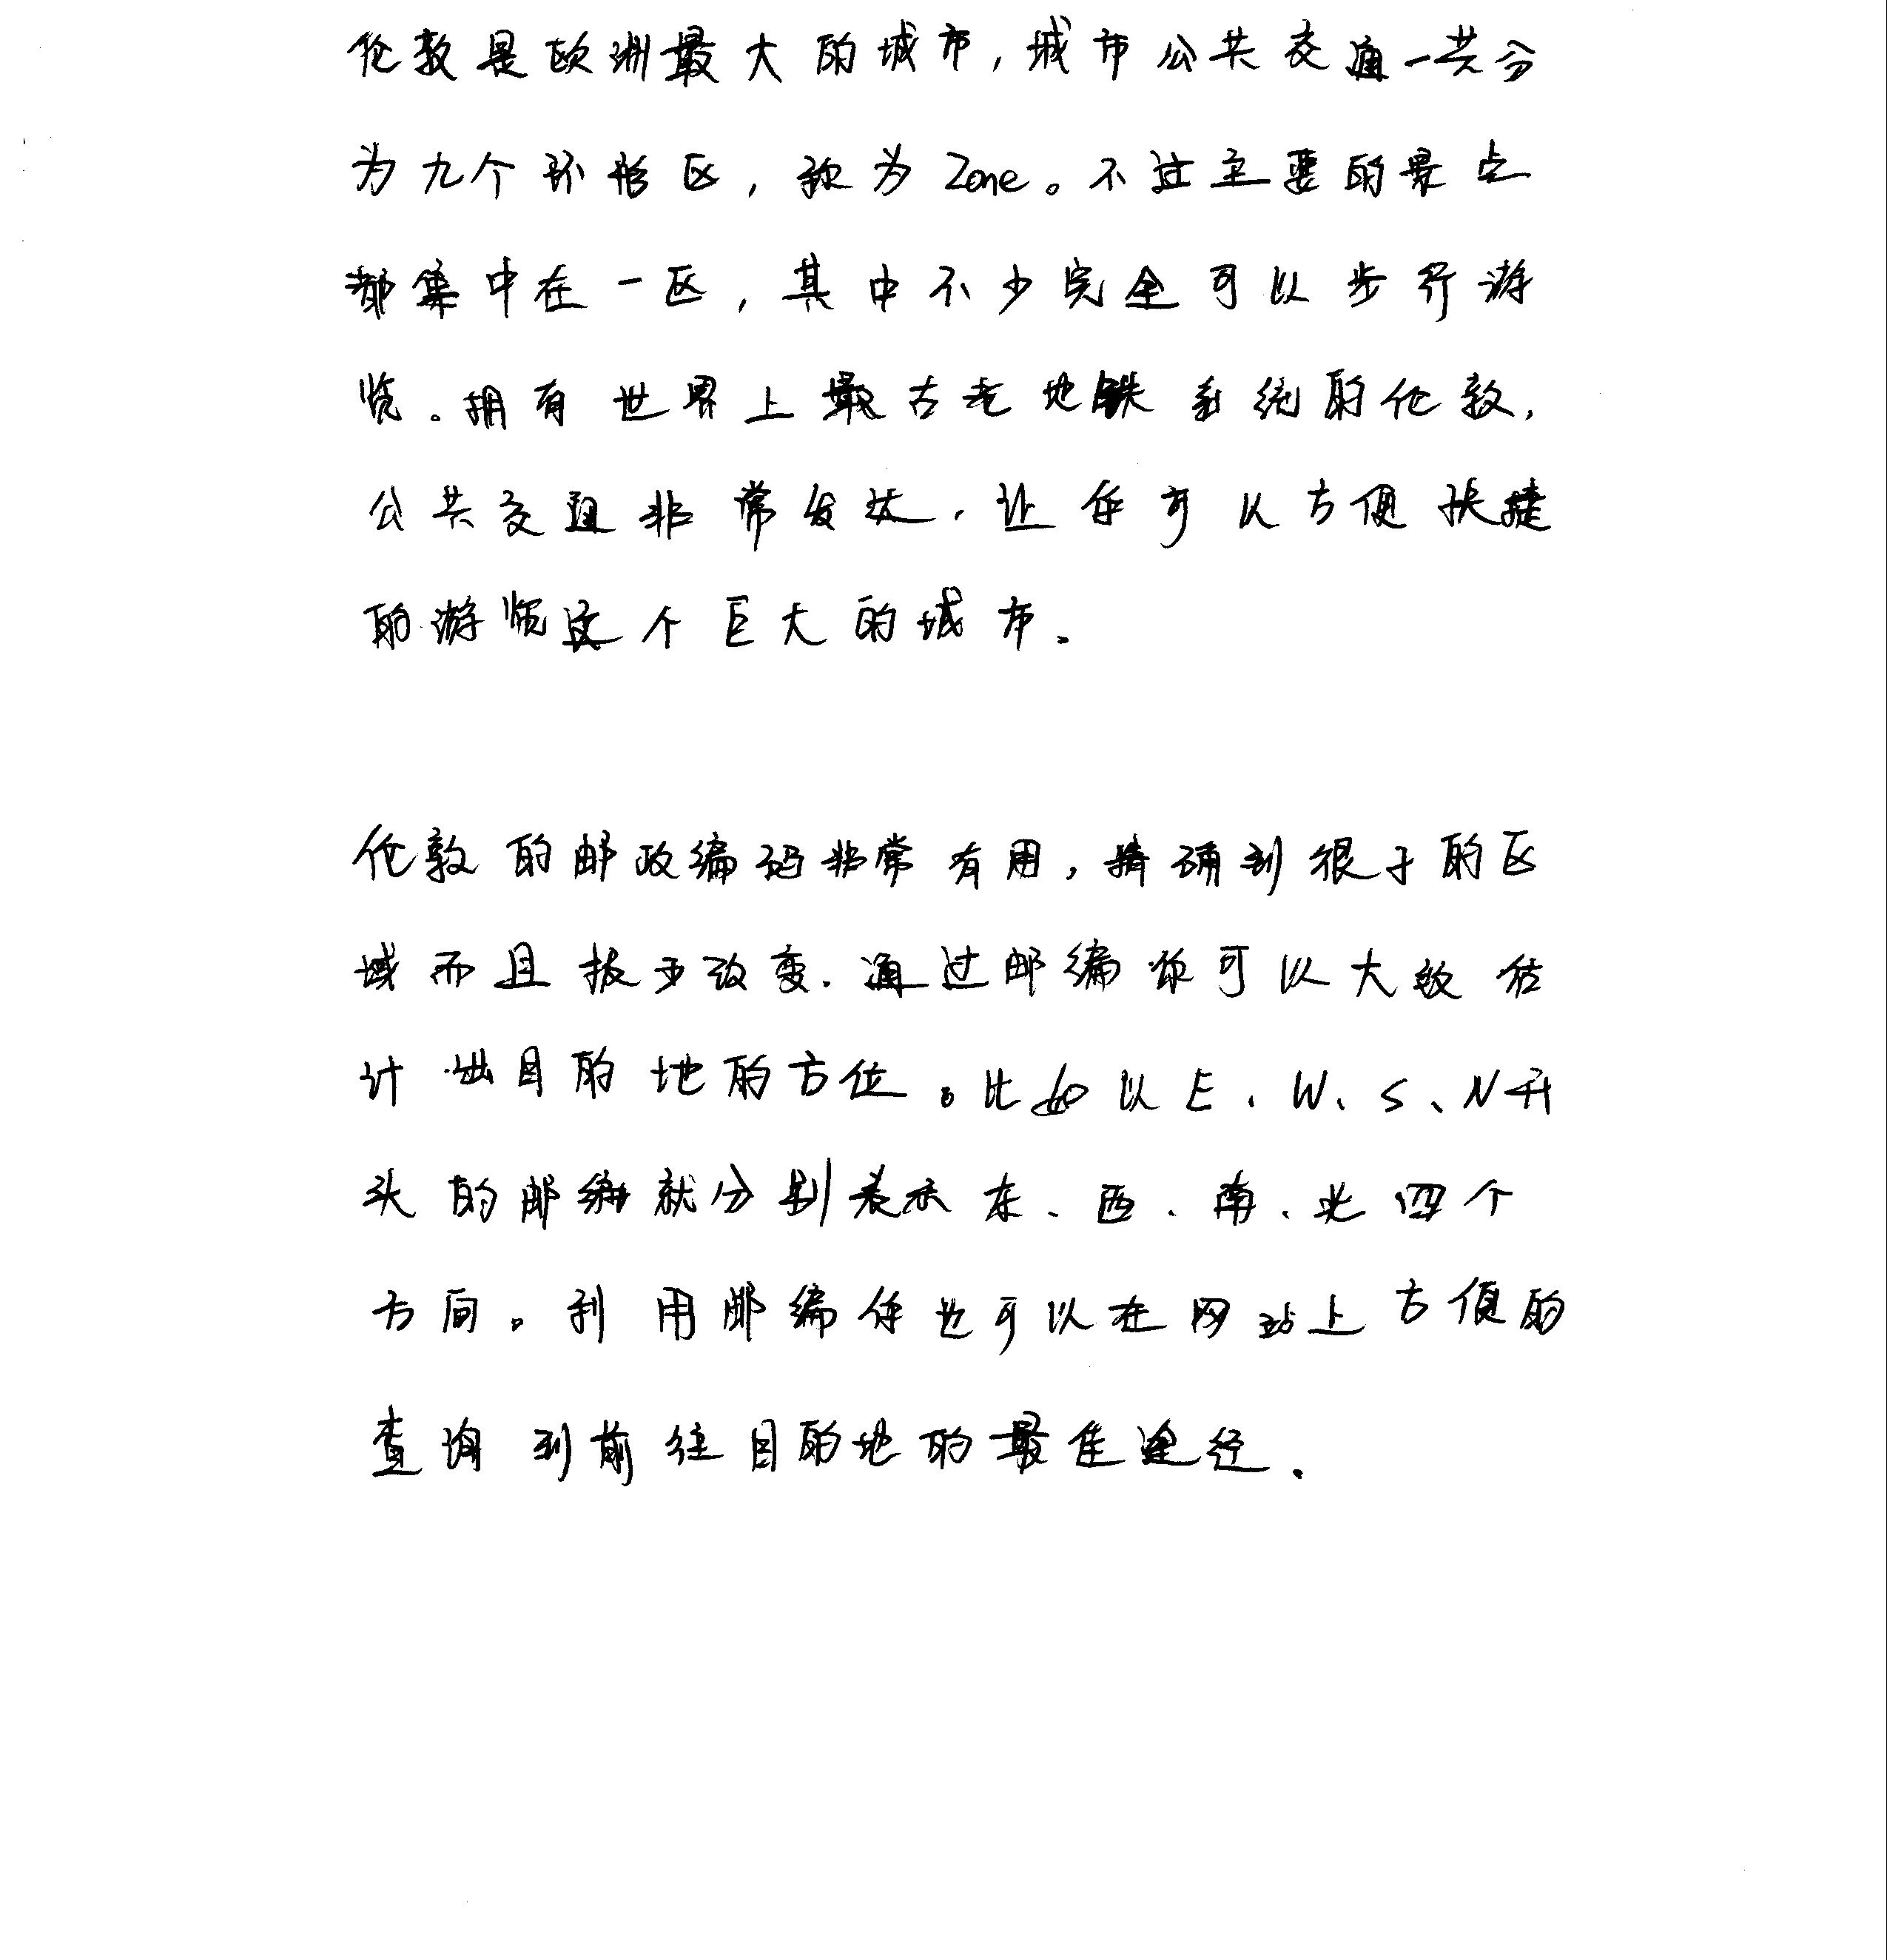 伦敦是欧洲最大的城市，城市公共交通一共分
为九个环形区，称为Zone。不过主要的景点
都集中在一区，其中不少完全可以步行游
览。拥有世界上最古老地铁系统的伦敦，
公共交通非常发达，让你可以方便快捷
的游览这个巨大的城市。
伦敦的邮政编码非常有用，精确到很小的区
域而且极少改变.通过邮编你可以大致估
计出目的地的方位。比如以E、W、S、N开
头的邮编就分别表示东、西、南、北四个
方向。利用邮编你也可以在网站上方便的
查询到前往目的地的最佳途径.